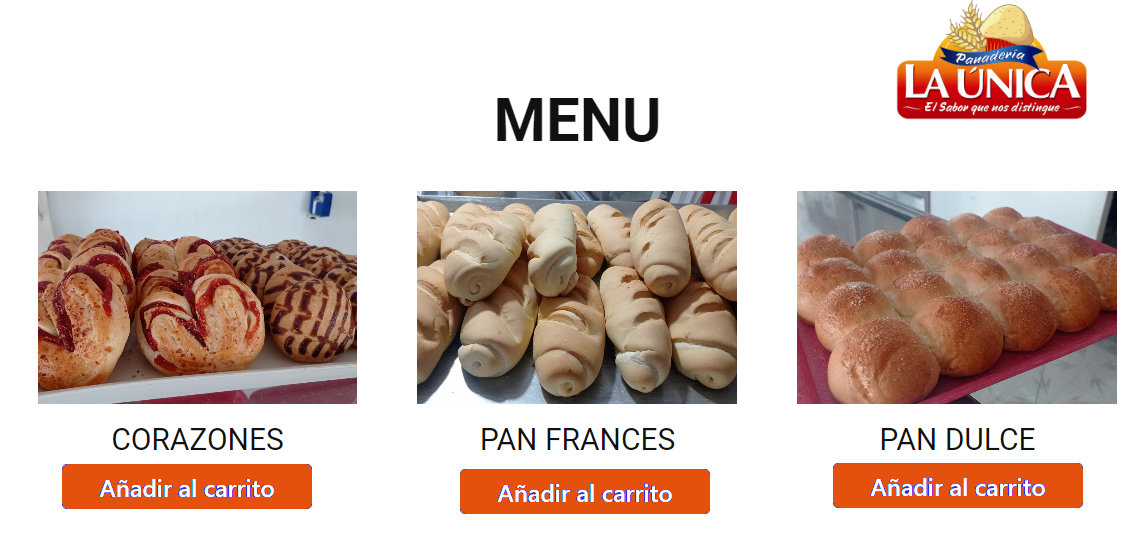 Panadería
LA ÚNICA
El Sabor que nos distingue
MENU
CORAZONES
PAN FRANCES
PAN DULCE
Añadir al carrito
Añadir al carrito
Añadir al carrito